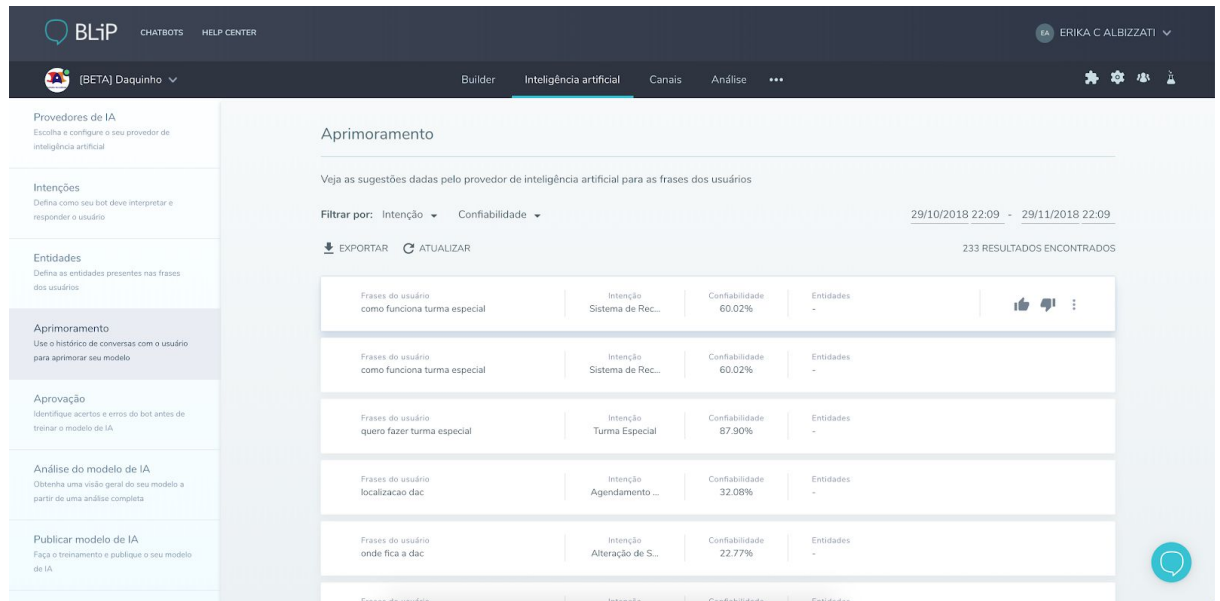 BLiP CHATBOTS HELP CENTER EA ERIKA C ALBIZZATI
[BETA] Daquinho Builder Inteligência artificial Canais Análise
Provedores de IA
Escolha e configure o seu provedor de
inteligência artificial
Intenções
Defina como seu bot deve interpretar e
responder o usuário
Entidades
Defina as entidades presentes nas frases
dos usuários
Aprimoramento
Use o histórico de conversas com o usuário
para aprimorar seu modelo
Aprovação
Identifique acertos e erros do bot antes de
treinar o modelo de IA
Análise do modelo de IA
Obtenha uma visão geral do seu modelo a
partir de uma análise completa
Publicar modelo de IA
Faça o treinamento e publique o seu modelo
de IA
Aprimoramento
Veja as sugestões dadas pelo provedor de inteligência artificial para as frases dos usuários
Filtrar por: Intenção Confiabilidade 29/10/2018 22:09 - 29/11/2018 22:09
EXPORTAR ATUALIZAR 233 RESULTADOS ENCONTRADOS
Frases do usuário Intenção Confiabilidade Entidades
como funciona turma especial Sistema de Rec... 60.02% -
Frases do usuário Intenção Confiabilidade Entidades
como funciona turma especial Sistema de Rec... 60.02% -
Frases do usuário Intenção Confiabilidade Entidades
quero fazer turma especial Turma Especial 87.90% -
Frases do usuário Intenção Confiabilidade Entidades
localizacao dac Agendamento ... 32.08% -
Frases do usuário Intenção Confiabilidade Entidades
onde fica a dac Alteração de S... 22.77% -
Frases do usuário Intenção Confiabilidade Entidades